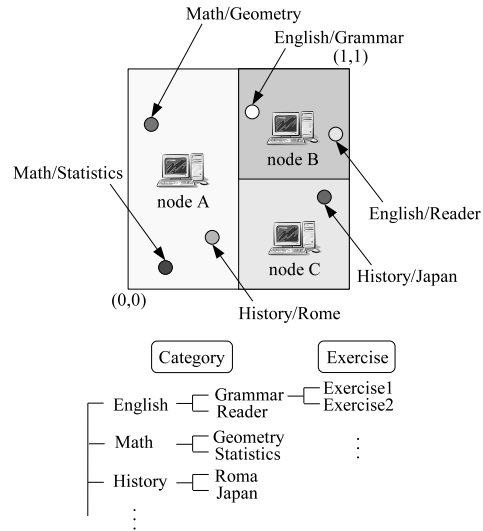 Math/Geometry
English/Grammar
(1,1)
Math/Statistics
node A
node B
English/Reader
node C
History/Japan
(0,0)
History/Rome
Category
Exercise
English
Grammar
Reader
Exercise1
Exercise2
Math
Geometry
Statistics
History
Roma
Japan